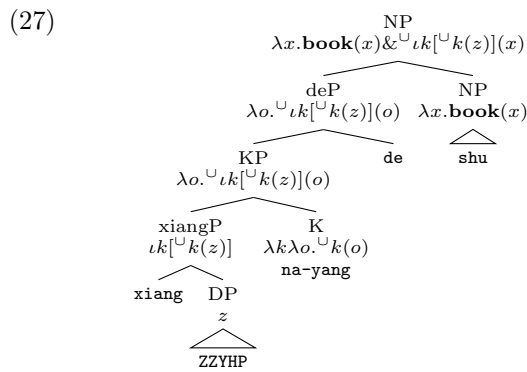 (27)
NP
λx.book(x)&∪ιk[∪k(z)](x)
deP NP
λo.∪ιk[∪k(z)](o) λx.book(x)
KP de shu
λo.∪ιk[∪k(z)](o)
xiangP K
ιk[∪k(z)] λkλo.∪k(o)
na-yang
xiang DP
z
ZZYHP